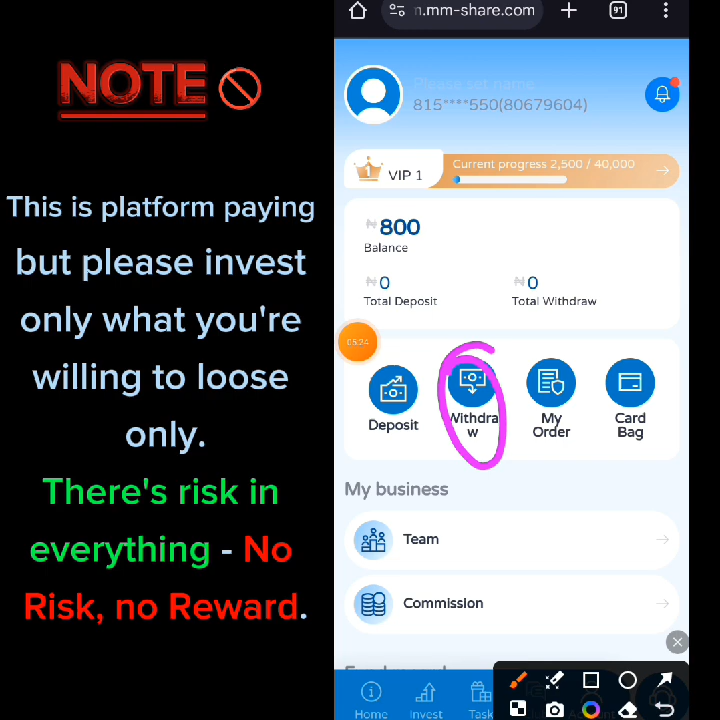 NOTE
This is platform paying
but please invest
only what you're
willing to loose
only.
There's risk in
everything - No
Risk, no Reward.
n.mm-share.com
91
Please set name
815****550(80679604)
1
VIP 1
Current progress 2,500 / 40,000
₦800
Balance
₦0
₦0
Total Deposit
Total Withdraw
05:24
Deposit
Withdra
w
My
Order
Card
Bag
My business
Team
Commission
Home
Invest
Task